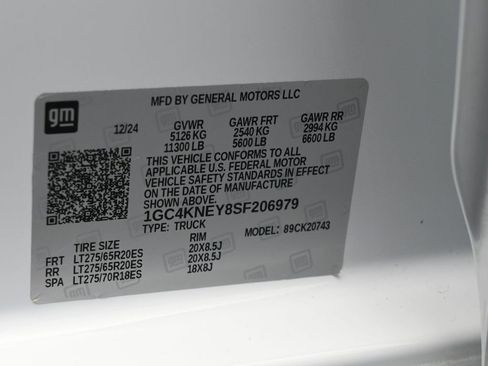 gm
MFD BY GENERAL MOTORS LLC
12/24 GVWR GAWR FRT GAWR RR
5126 KG 2540 KG 2994 KG
11300 LB 5600 LB 6600 LB
THIS VEHICLE CONFORMS TO ALL
APPLICABLE U.S. FEDERAL MOTOR
VEHICLE SAFETY STANDARDS IN EFFECT
ON THE DATE OF MANUFACTURE
SHOWN ABOVE.
1GC4KNEY8SF206979
TYPE: TRUCK MODEL: 89CK20743
TIRE SIZE RIM
FRT LT275/65R20ES 20X8.5J
RR LT275/65R20ES 20X8.5J
SPA LT275/70R18ES 18X8J